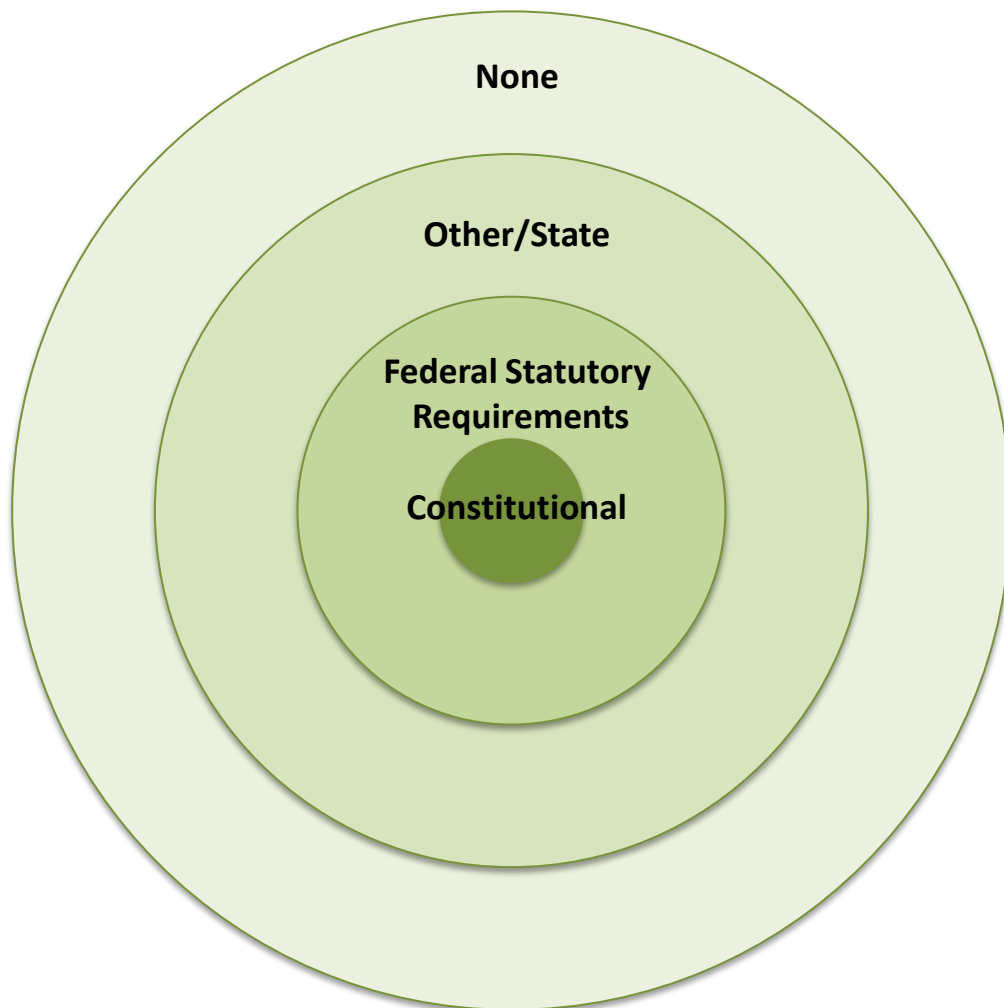 None
Other/State
Federal Statutory
Requirements
Constitutional